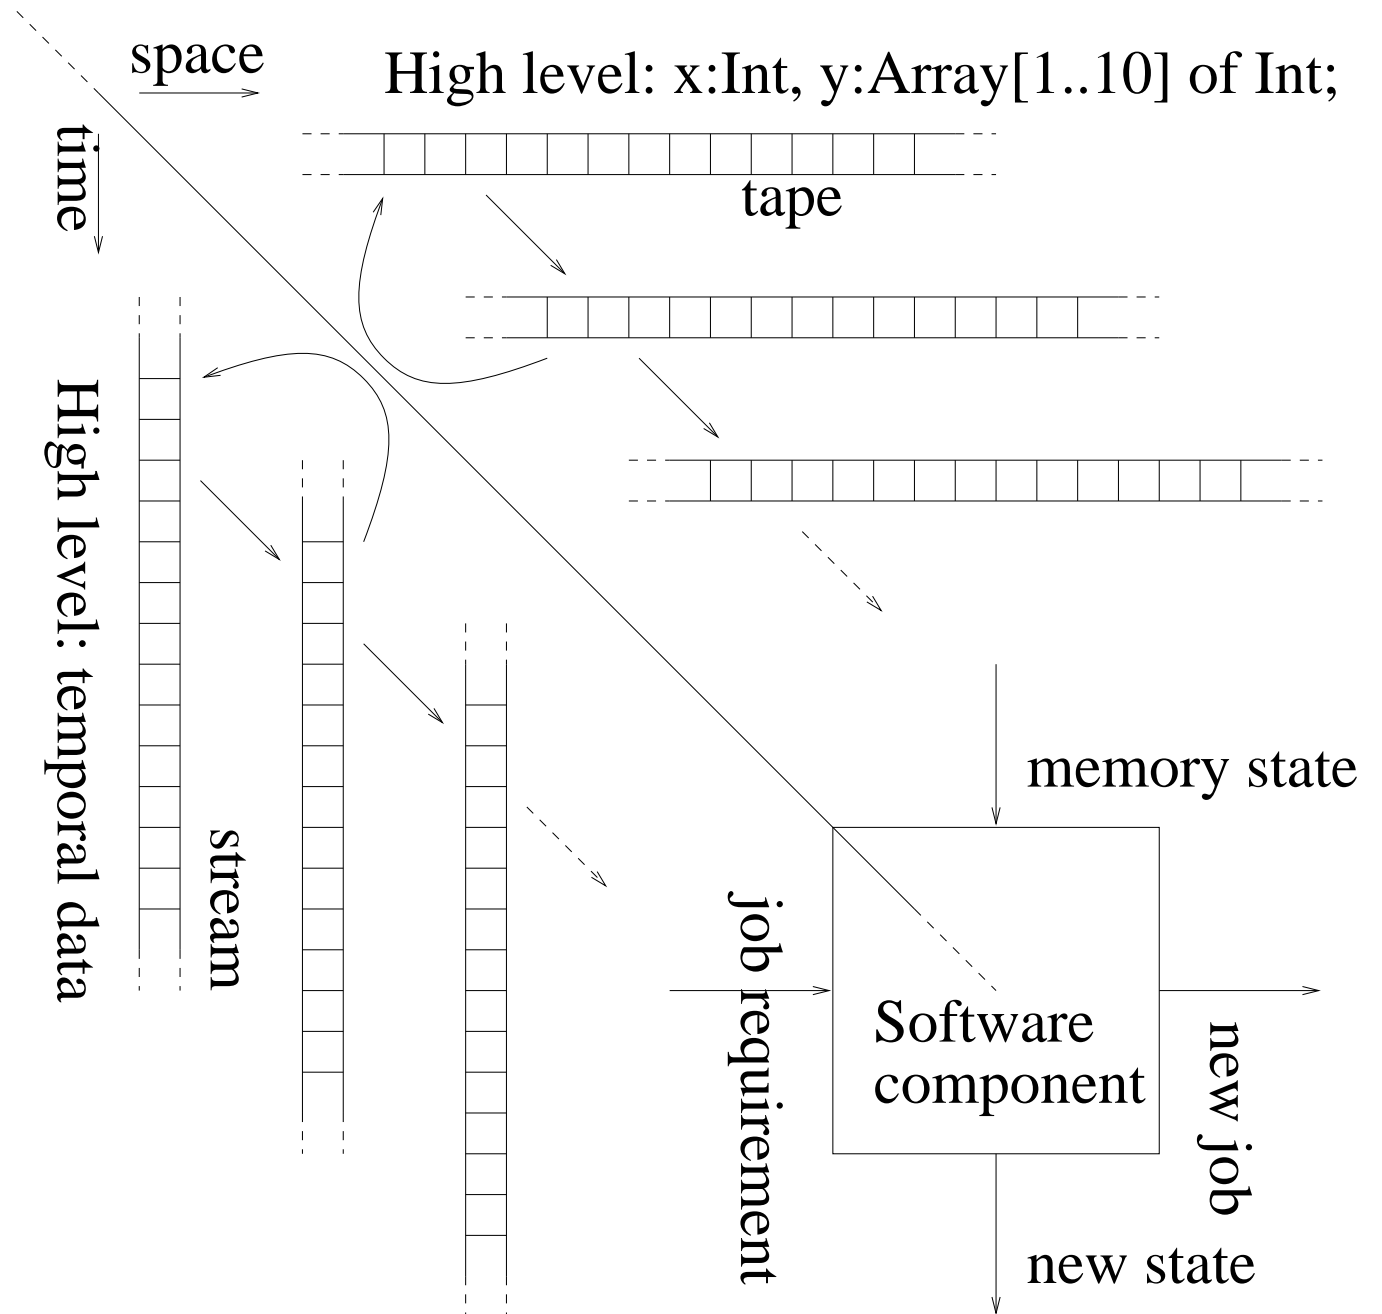 space
High level: x:Int, y:Array[1..10] of Int;
time
tape
High level: temporal data
stream
memory state
job requirement
Software
component
new job
new state